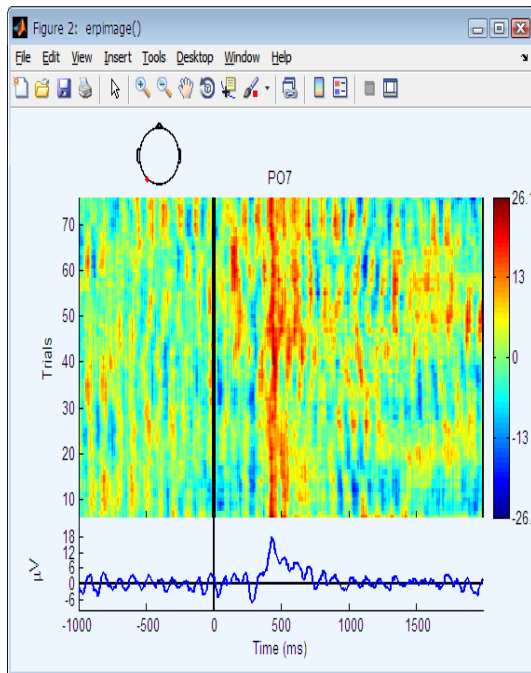 Figure 2: erpimage()
File Edit View Insert Tools Desktop Window Help
PO7
26.1
13
0
-13
-26.
Trials
70
60
50
40
30
20
10
μV
18
12
6
0
-6
-1000 -500 0 500 1000 1500
Time (ms)